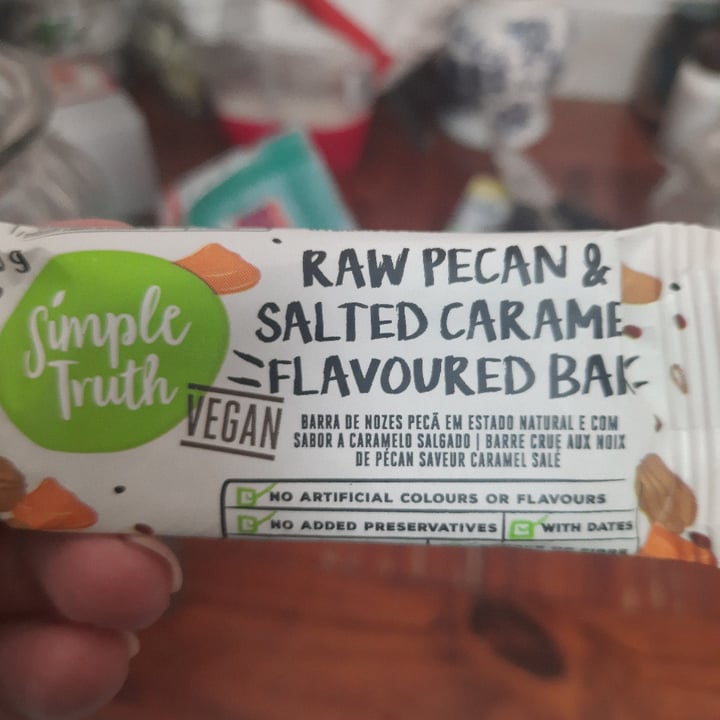 Simple
Truth
VEGAN
RAW PECAN &
SALTED CARAME
FLAVOURED BAR
BARRA DE NOZES PECÃ EM ESTADO NATURAL E COM
SABOR A CARAMELO SALGADO | BARRE CRUE AUX NOIX
DE PÉCAN SAVEUR CARAMEL SALÉ
NO ARTIFICIAL COLOURS OR FLAVOURS
NO ADDED PRESERVATIVES
WITH DATES